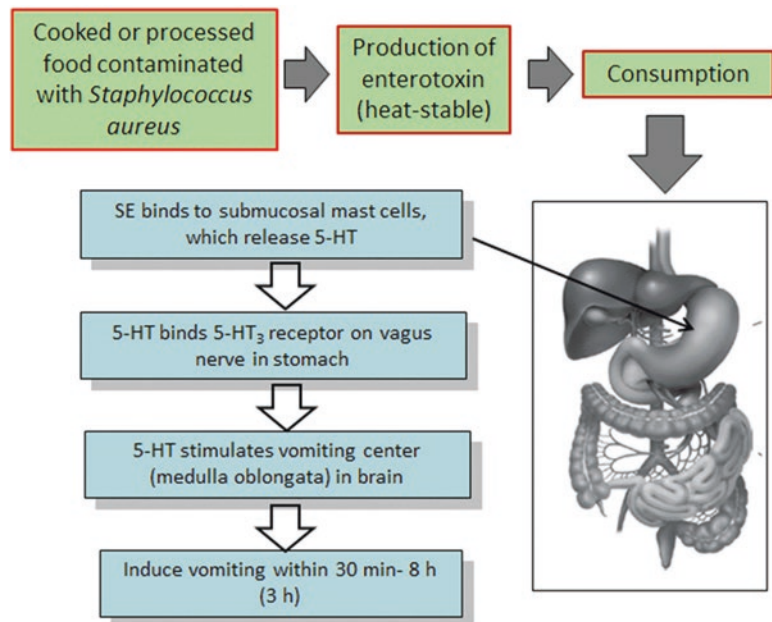 Cooked or processed
food contaminated
with Staphylococcus
aureus
Production of
enterotoxin
(heat-stable)
Consumption
SE binds to submucosal mast cells,
which release 5-HT
5-HT binds 5-HT₃ receptor on vagus
nerve in stomach
5-HT stimulates vomiting center
(medulla oblongata) in brain
Induce vomiting within 30 min- 8 h
(3 h)